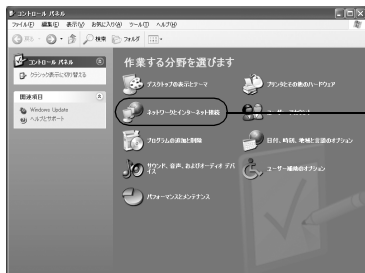 コントロール パネル
ファイル(F) 編集(E) 表示(V) お気に入り(A) ツール(T) ヘルプ(H)
戻る 検索 フォルダ
コントロール パネル
クラシック表示に切り替える
関連項目
Windows Update
ヘルプとサポート
作業する分野を選びます
デスクトップの表示とテーマ
プリンタとその他のハードウェア
ネットワークとインターネット接続
ユーザー アカウント
プログラムの追加と削除
日付、時刻、地域と言語のオプション
サウンド、音声、およびオーディオ デバイス
ユーザー補助のオプション
パフォーマンスとメンテナンス